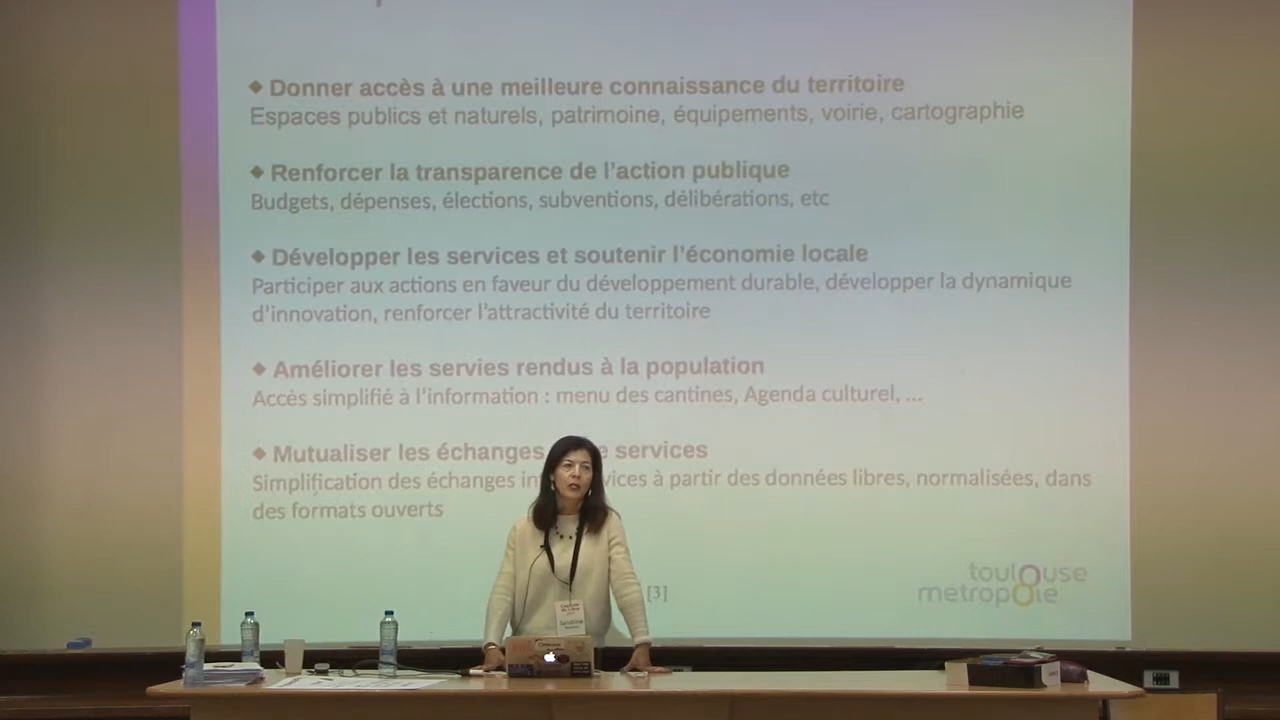 ◆ Donner accès à une meilleure connaissance du territoire
Espaces publics et naturels, patrimoine, équipements, voirie, cartographie
◆ Renforcer la transparence de l'action publique
Budgets, dépenses, élections, subventions, délibérations, etc
◆ Développer les services et soutenir l'économie locale
Participer aux actions en faveur du développement durable, développer la dynamique
d'innovation, renforcer l'attractivité du territoire
◆ Améliorer les servies rendus à la population
Accès simplifié à l'information : menu des cantines, Agenda culturel, ...
◆ Mutualiser les échanges services
Simplification des échanges à partir des données libres, normalisées, dans
des formats ouverts
toulouse
metropole
[3]
Sandrine